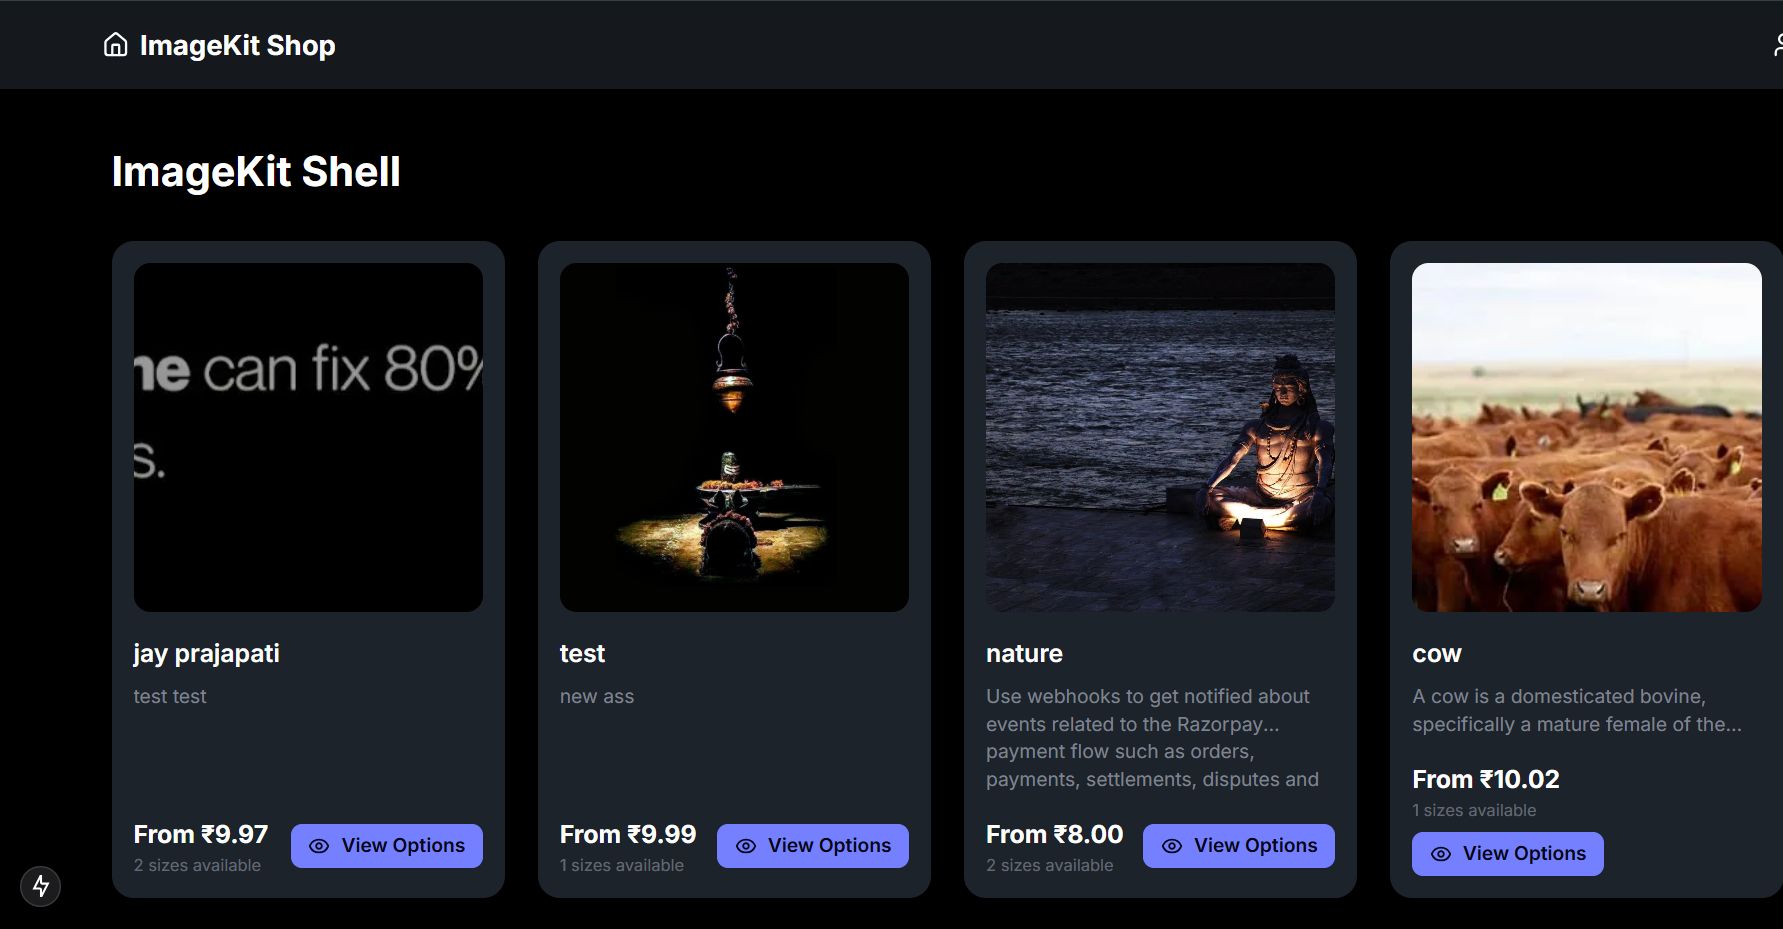 ImageKit Shop
ImageKit Shell
ne can fix 80%
s.
jay prajapati
test test
From ₹9.97
2 sizes available
View Options
test
new ass
From ₹9.99
1 sizes available
View Options
nature
Use webhooks to get notified about
events related to the Razorpay...
payment flow such as orders,
payments, settlements, disputes and
From ₹8.00
2 sizes available
View Options
cow
A cow is a domesticated bovine,
specifically a mature female of the...
From ₹10.02
1 sizes available
View Options